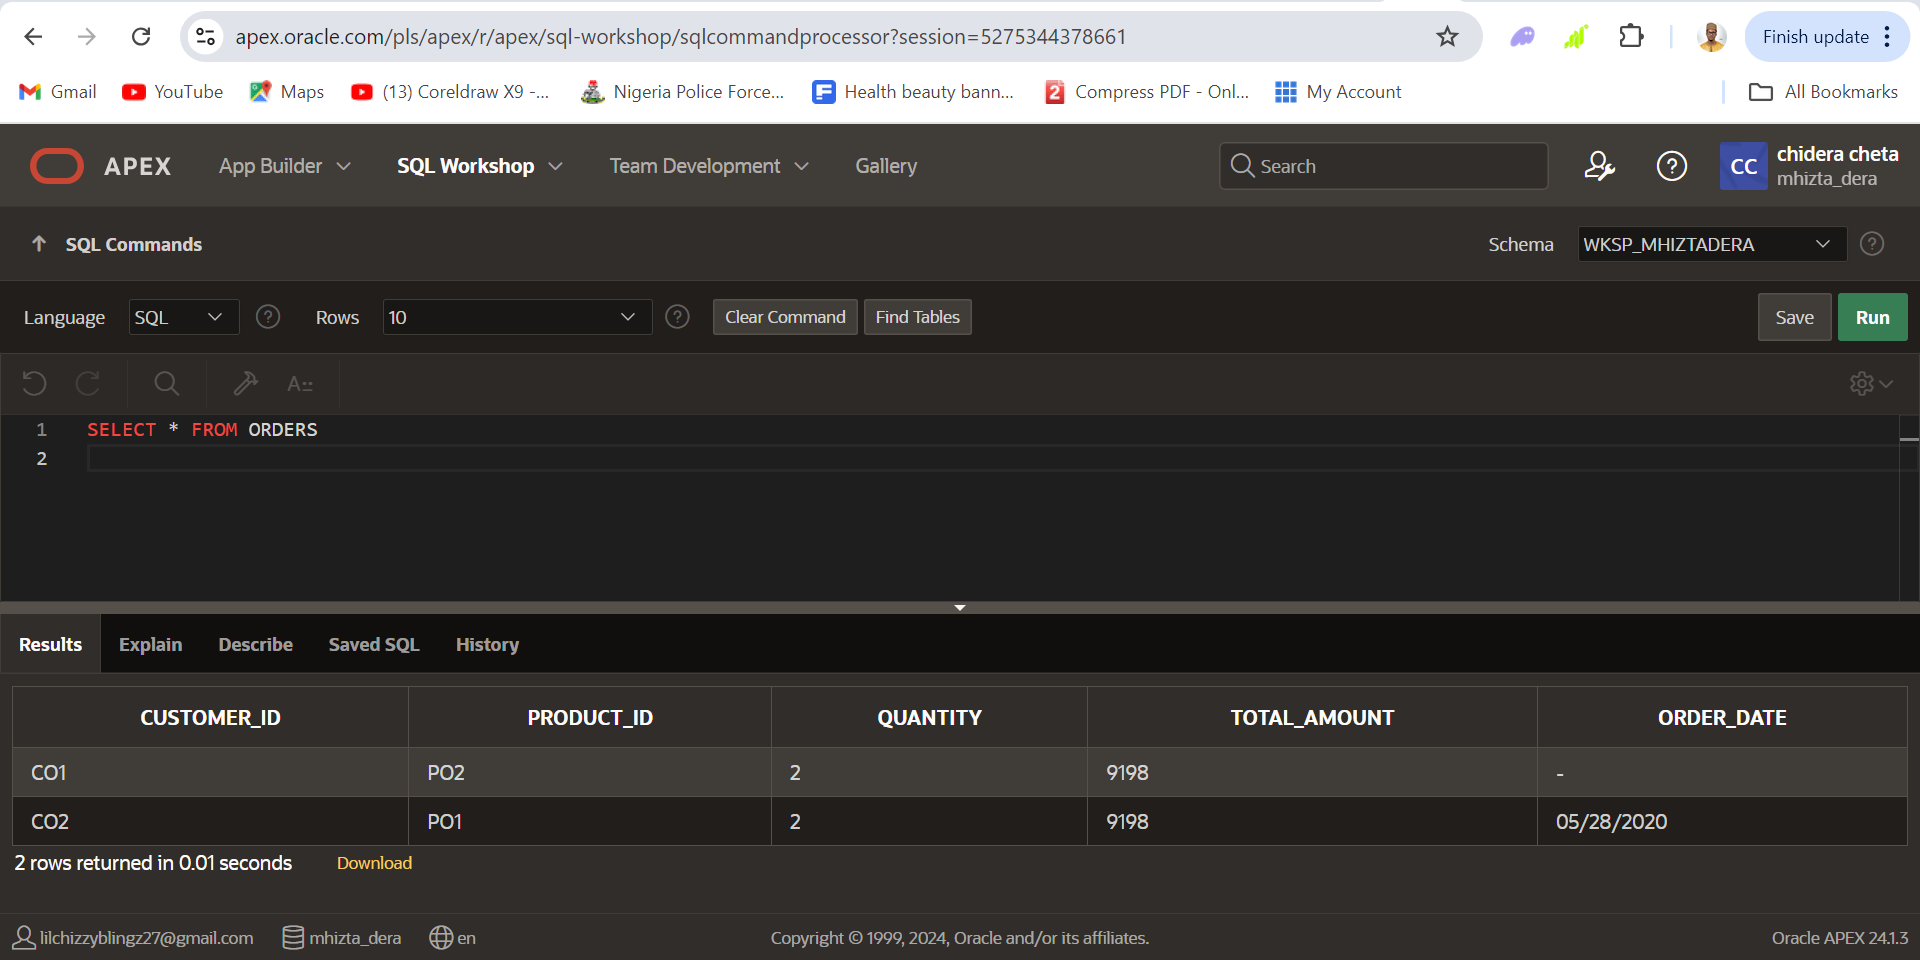 apex.oracle.com/pls/apex/r/apex/sql-workshop/sqlcommandprocessor?session=5275344378661
Finish update
Gmail YouTube Maps (13) Coreldraw X9 -... Nigeria Police Force... Health beauty bann... 2 Compress PDF - Onl... My Account All Bookmarks
APEX App Builder SQL Workshop Team Development Gallery Search CC chidera cheta
mhizta_dera
SQL Commands Schema WKSP_MHIZTADERA
Language SQL Rows 10 Clear Command Find Tables Save Run
1 SELECT * FROM ORDERS
2
Results Explain Describe Saved SQL History
CUSTOMER_ID PRODUCT_ID QUANTITY TOTAL_AMOUNT ORDER_DATE
CO1 PO2 2 9198 -
CO2 PO1 2 9198 05/28/2020
2 rows returned in 0.01 seconds Download
lilchizzyblingz27@gmail.com mhizta_dera en Copyright © 1999, 2024, Oracle and/or its affiliates. Oracle APEX 24.1.3